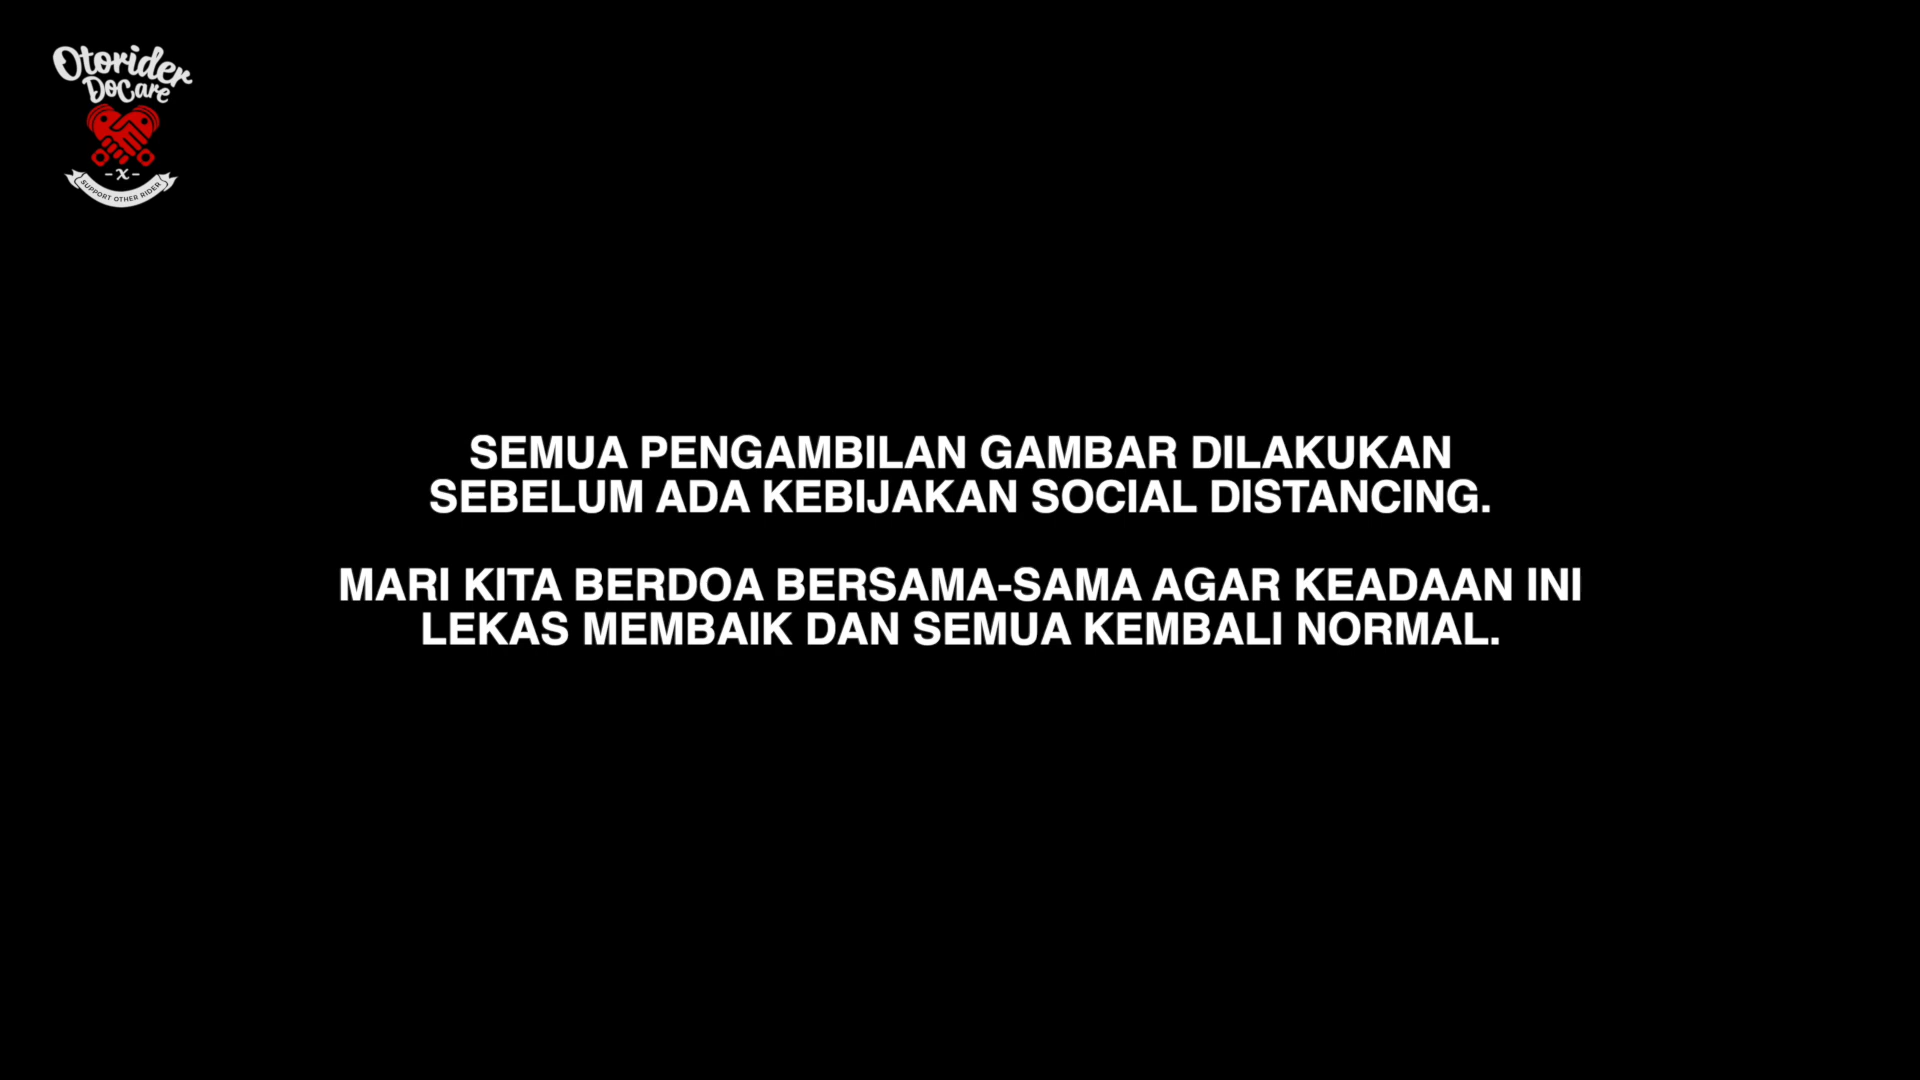 Otorider
DoCare
-x-
SUPPORT OTHER RIDER
SEMUA PENGAMBILAN GAMBAR DILAKUKAN
SEBELUM ADA KEBIJAKAN SOCIAL DISTANCING.
MARI KITA BERDOA BERSAMA-SAMA AGAR KEADAAN INI
LEKAS MEMBAIK DAN SEMUA KEMBALI NORMAL.